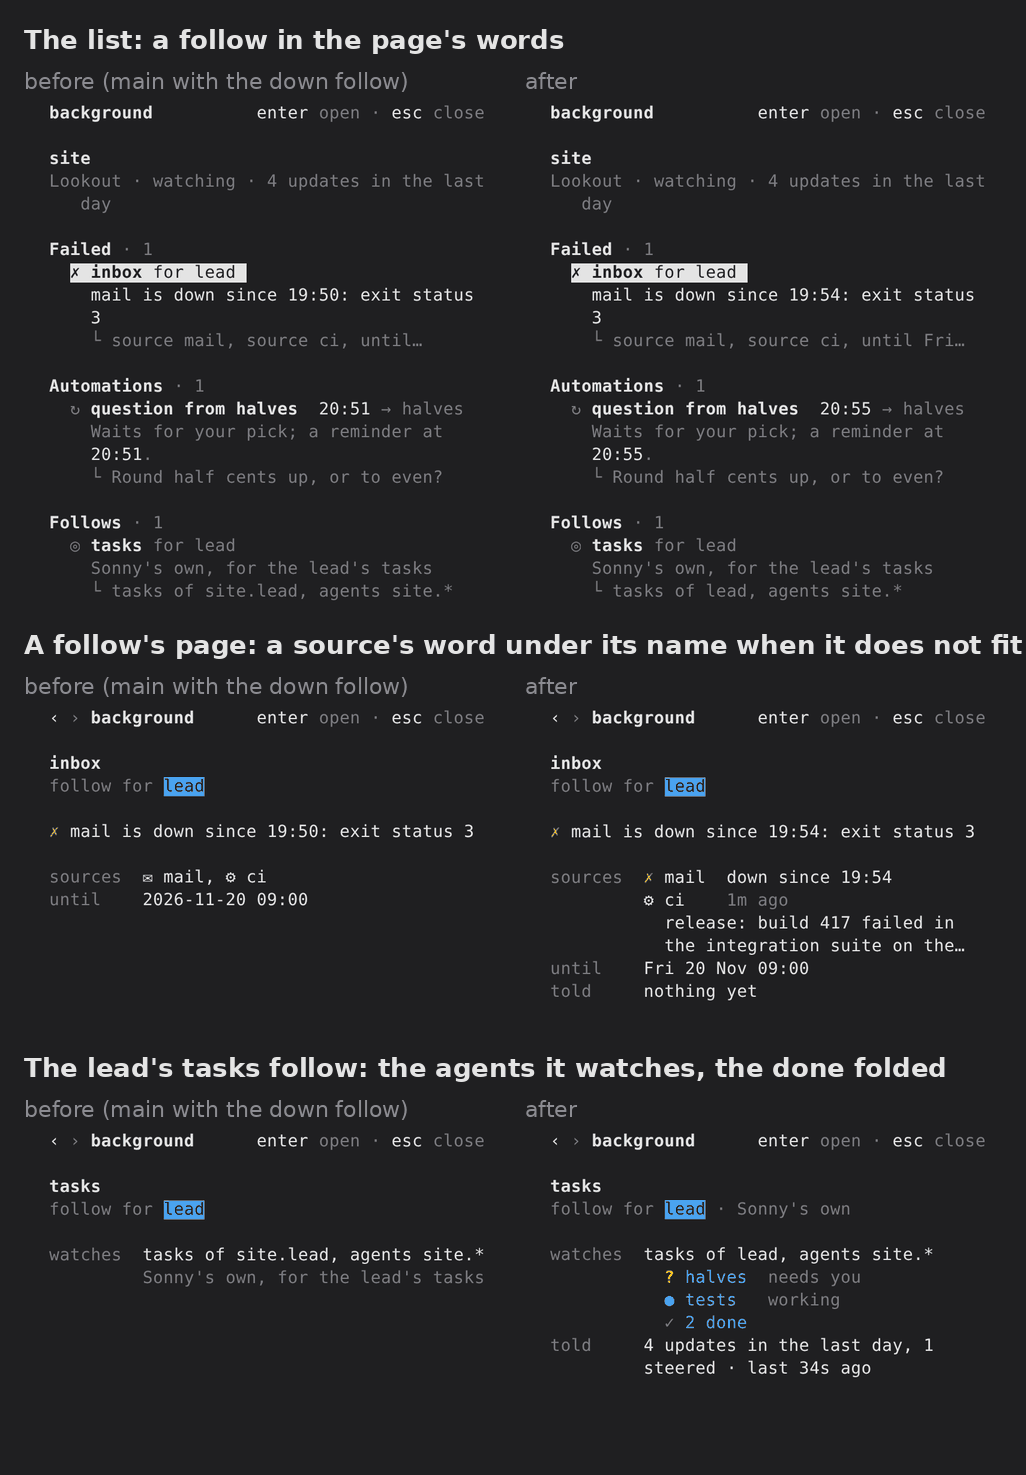 The list: a follow in the page's words
before (main with the down follow)
background enter open · esc close
site
Lookout · watching · 4 updates in the last
day
Failed · 1
✗ inbox for lead
mail is down since 19:50: exit status
3
└ source mail, source ci, until…
Automations · 1
↻ question from halves 20:51 → halves
Waits for your pick; a reminder at
20:51.
└ Round half cents up, or to even?
Follows · 1
◎ tasks for lead
Sonny's own, for the lead's tasks
└ tasks of site.lead, agents site.*
after
background enter open · esc close
site
Lookout · watching · 4 updates in the last
day
Failed · 1
✗ inbox for lead
mail is down since 19:54: exit status
3
└ source mail, source ci, until Fri…
Automations · 1
↻ question from halves 20:55 → halves
Waits for your pick; a reminder at
20:55.
└ Round half cents up, or to even?
Follows · 1
◎ tasks for lead
Sonny's own, for the lead's tasks
└ tasks of lead, agents site.*
A follow's page: a source's word under its name when it does not fit
before (main with the down follow)
‹ › background enter open · esc close
inbox
follow for lead
✗ mail is down since 19:50: exit status 3
sources ✉ mail, ⚙ ci
until 2026-11-20 09:00
after
‹ › background enter open · esc close
inbox
follow for lead
✗ mail is down since 19:54: exit status 3
sources ✗ mail down since 19:54
⚙ ci 1m ago
release: build 417 failed in
the integration suite on the…
until Fri 20 Nov 09:00
told nothing yet
The lead's tasks follow: the agents it watches, the done folded
before (main with the down follow)
‹ › background enter open · esc close
tasks
follow for lead
watches tasks of site.lead, agents site.*
Sonny's own, for the lead's tasks
after
‹ › background enter open · esc close
tasks
follow for lead · Sonny's own
watches tasks of lead, agents site.*
? halves needs you
● tests working
✓ 2 done
told 4 updates in the last day, 1
steered · last 34s ago